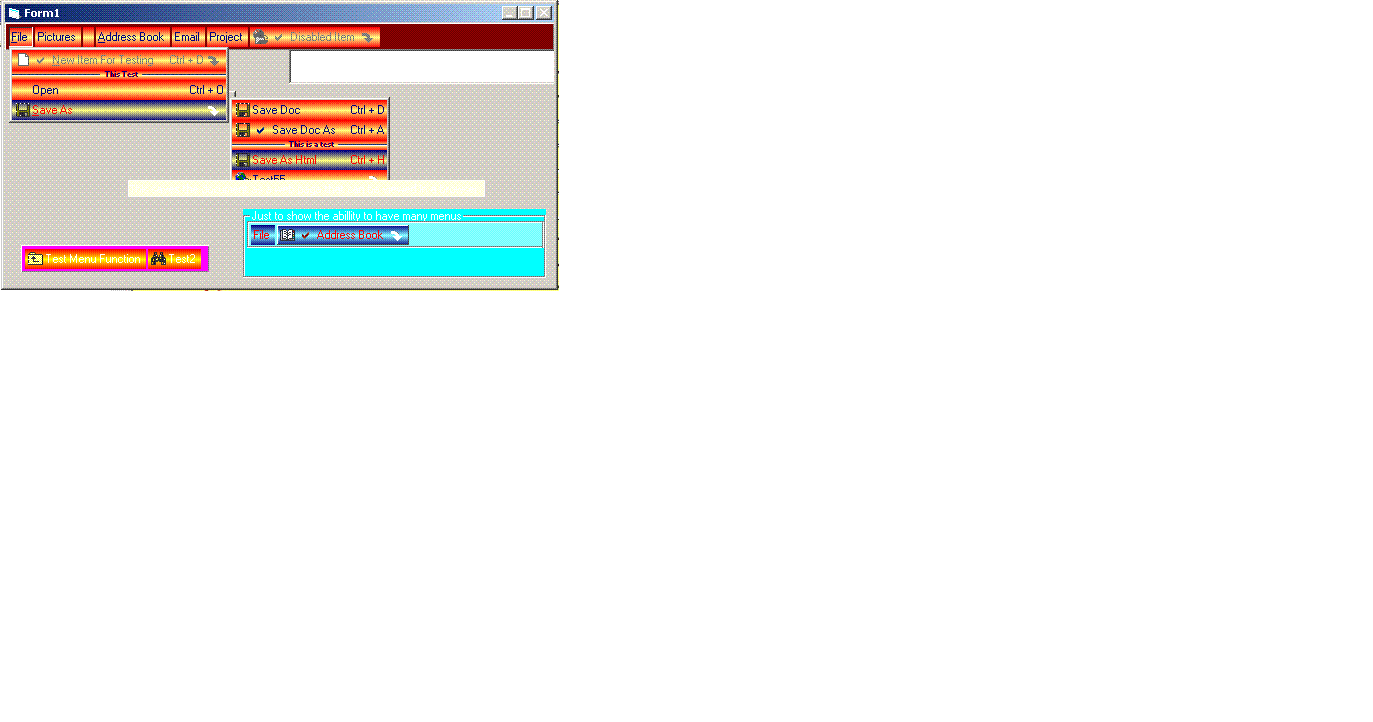 Form1
File Pictures Address Book Email Project Disabled Item
New Item For Testing Ctrl + D
This Test
Open Ctrl + O
Save As
Save Doc Ctrl + D
Save Doc As Ctrl + A
This is a test
Save As Html Ctrl + H
Just to show the ability to have many menus
File Address Book
Test Menu Function Test2